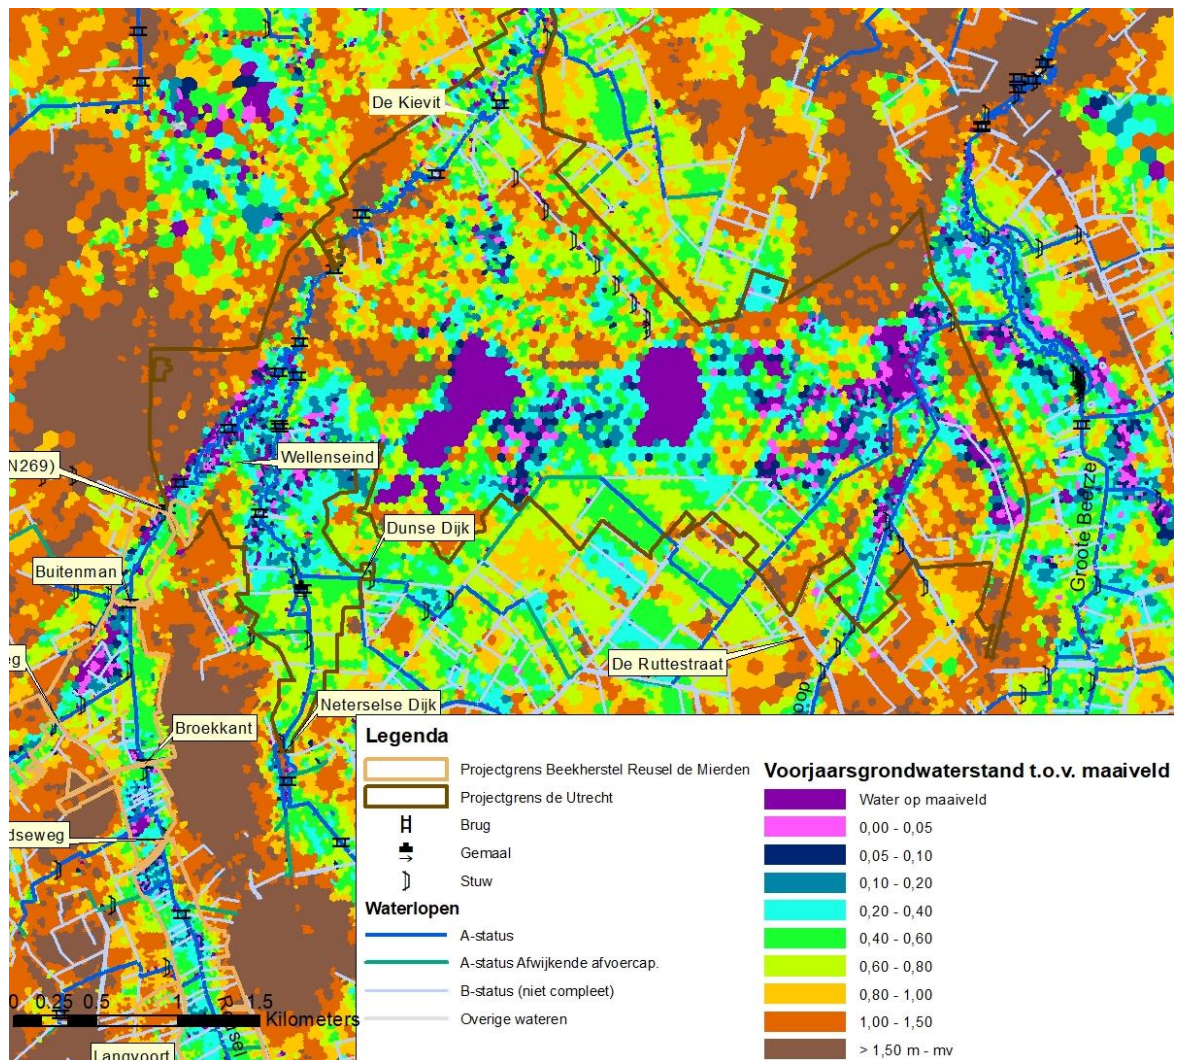 De Kievit
N269)
Wellenseind
Dunse Dijk
Buitenman
eg
Groote Beerze
De Ruttestraat
oop
Neterselse Dijk
Broekkant
dseweg
Reusel
Langvoort
0 0.25 0.5 1 1.5
Kilometers
Legenda
Projectgrens Beekherstel Reusel de Mierden
Projectgrens de Utrecht
Brug
Gemaal
Stuw
Waterlopen
A-status
A-status Afwijkende afvoercap.
B-status (niet compleet)
Overige wateren
Voorjaarsgrondwaterstand t.o.v. maaiveld
Water op maaiveld
0,00 - 0,05
0,05 - 0,10
0,10 - 0,20
0,20 - 0,40
0,40 - 0,60
0,60 - 0,80
0,80 - 1,00
1,00 - 1,50
> 1,50 m - mv